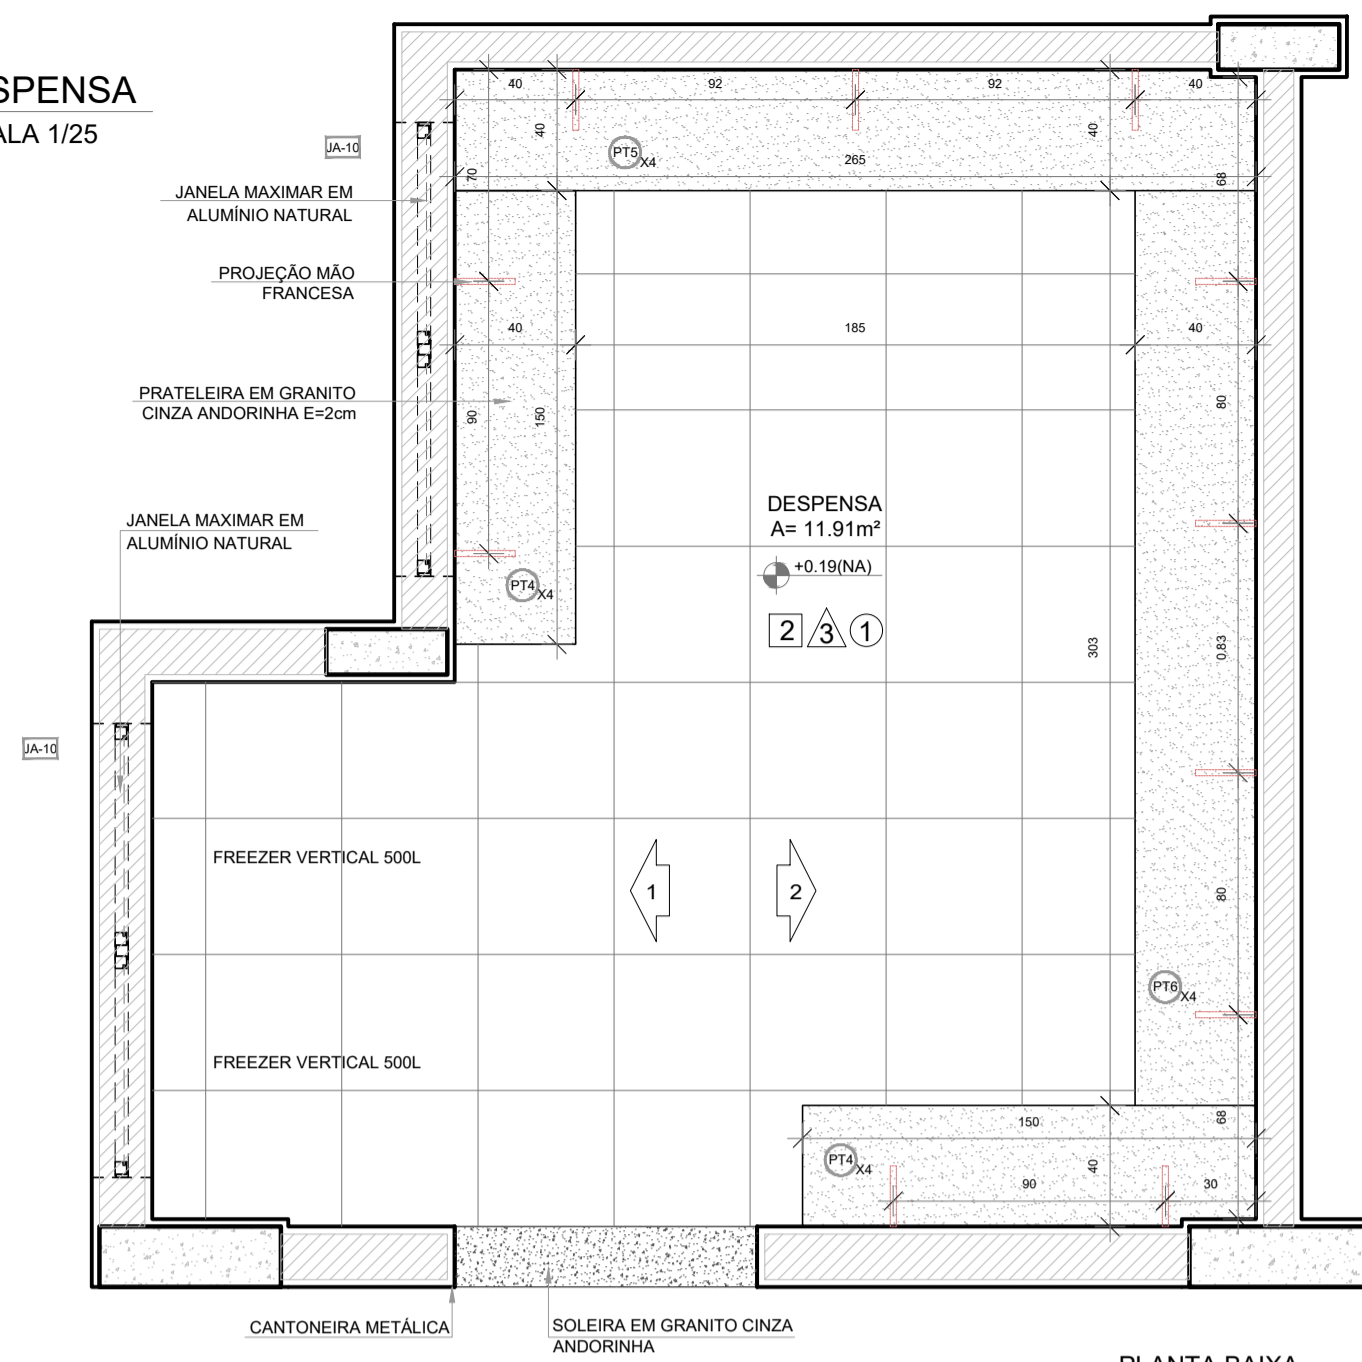 SPENSA
ALA 1/25
JA-10
JANELA MAXIMAR EM
ALUMÍNIO NATURAL
PROJEÇÃO MÃO
FRANCESA
PRATELEIRA EM GRANITO
CINZA ANDORINHA E=2cm
JANELA MAXIMAR EM
ALUMÍNIO NATURAL
JA-10
40
92
92
40
40
40
PT5
X4
265
70
68
40
185
40
90
150
80
DESPENSA
A= 11.91m²
+0.19(NA)
2
3
1
PT4
X4
303
0.83
FREEZER VERTICAL 500L
1
2
80
PT6
X4
FREEZER VERTICAL 500L
150
68
PT4
X4
40
90
30
CANTONEIRA METÁLICA
SOLEIRA EM GRANITO CINZA
ANDORINHA
PLANTA BAIXA